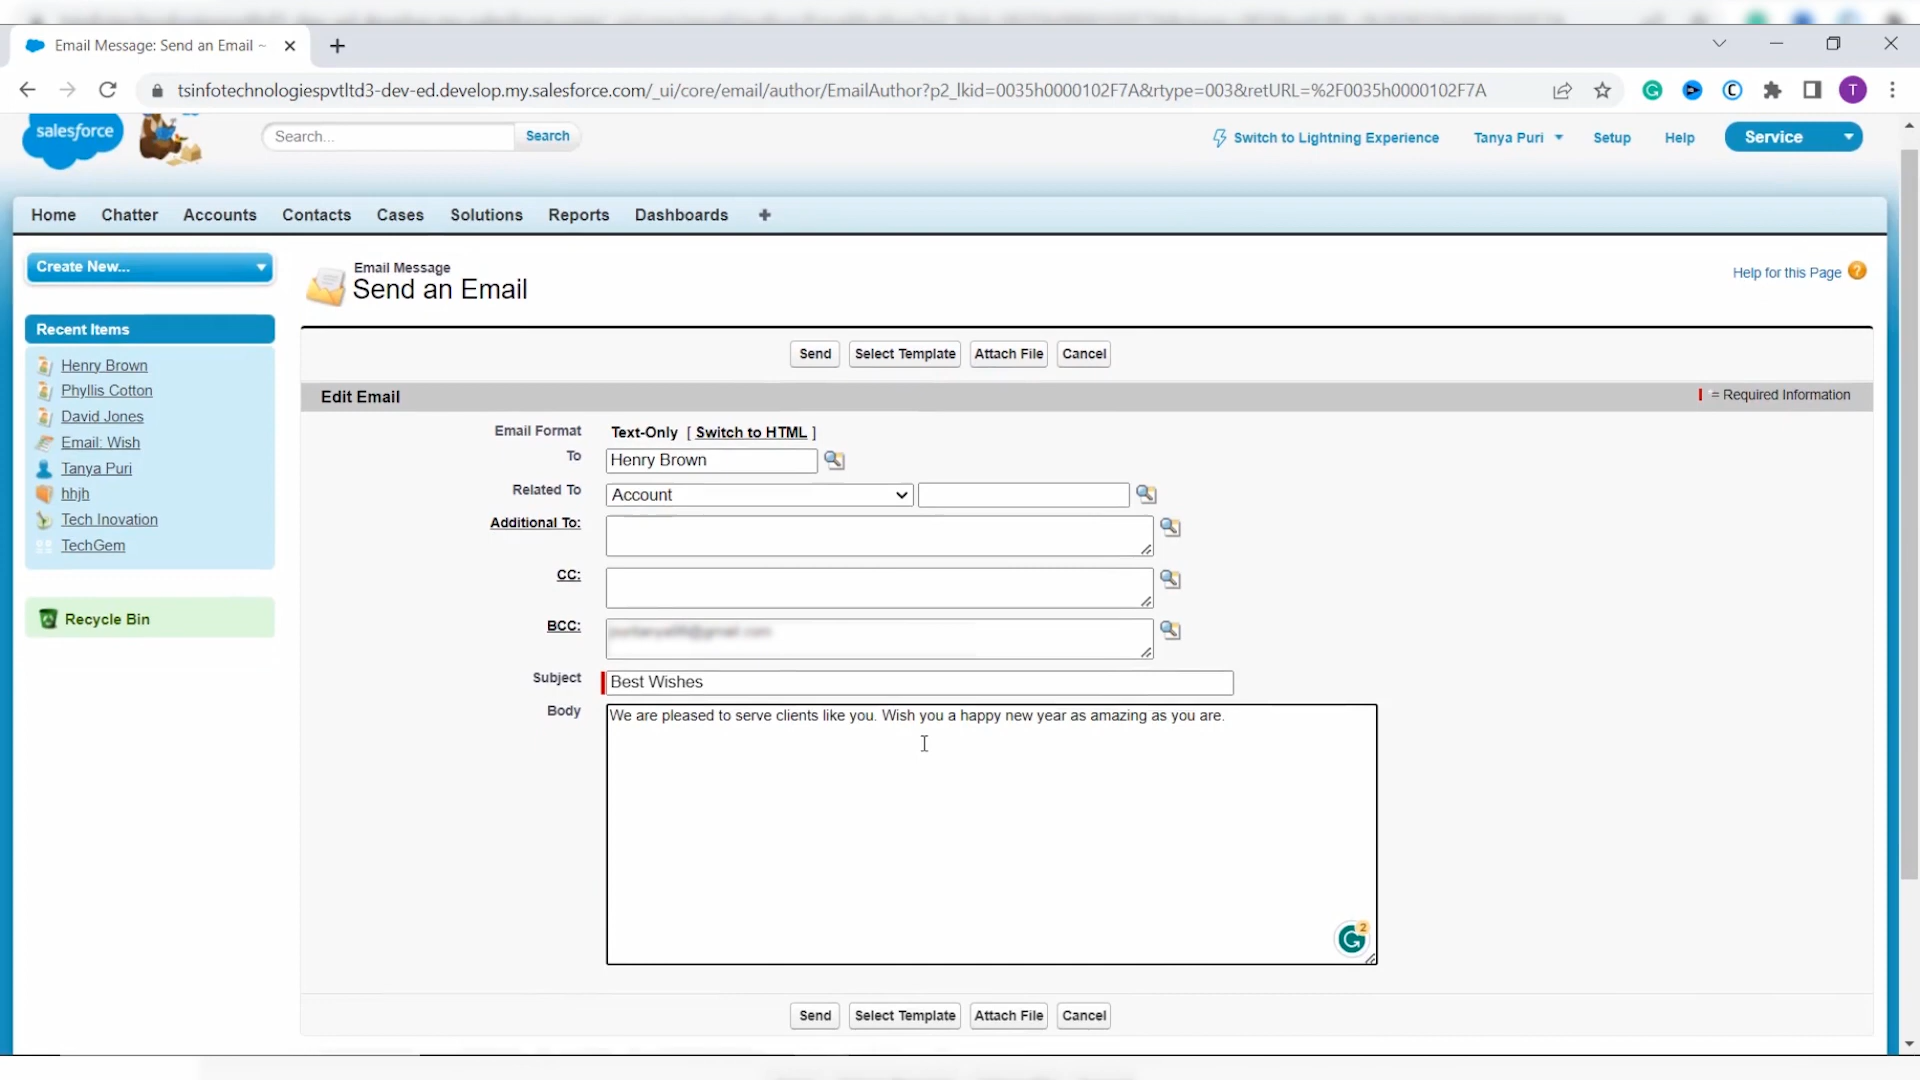 Email Message: Send an Email ~
tsinfotechnologiespvtltd3-dev-ed.develop.my.salesforce.com/_ui/core/email/author/EmailAuthor?p2_lkid=0035h0000102F7A&rtype=003&retURL=%2F0035h0000102F7A
T
salesforce
Search...
Search
Switch to Lightning Experience
Tanya Puri
Setup
Help
Service
Home
Chatter
Accounts
Contacts
Cases
Solutions
Reports
Dashboards
Create New...
Email Message
Send an Email
Help for this Page
Recent Items
Henry Brown
Phyllis Cotton
David Jones
Email: Wish
Tanya Puri
hhjh
Tech Inovation
TechGem
Recycle Bin
Send
Select Template
Attach File
Cancel
Edit Email
= Required Information
Email Format
Text-Only [ Switch to HTML ]
To
Henry Brown
Related To
Account
Additional To:
CC:
BCC:
Subject
Best Wishes
Body
We are pleased to serve clients like you. Wish you a happy new year as amazing as you are.
2
Send
Select Template
Attach File
Cancel